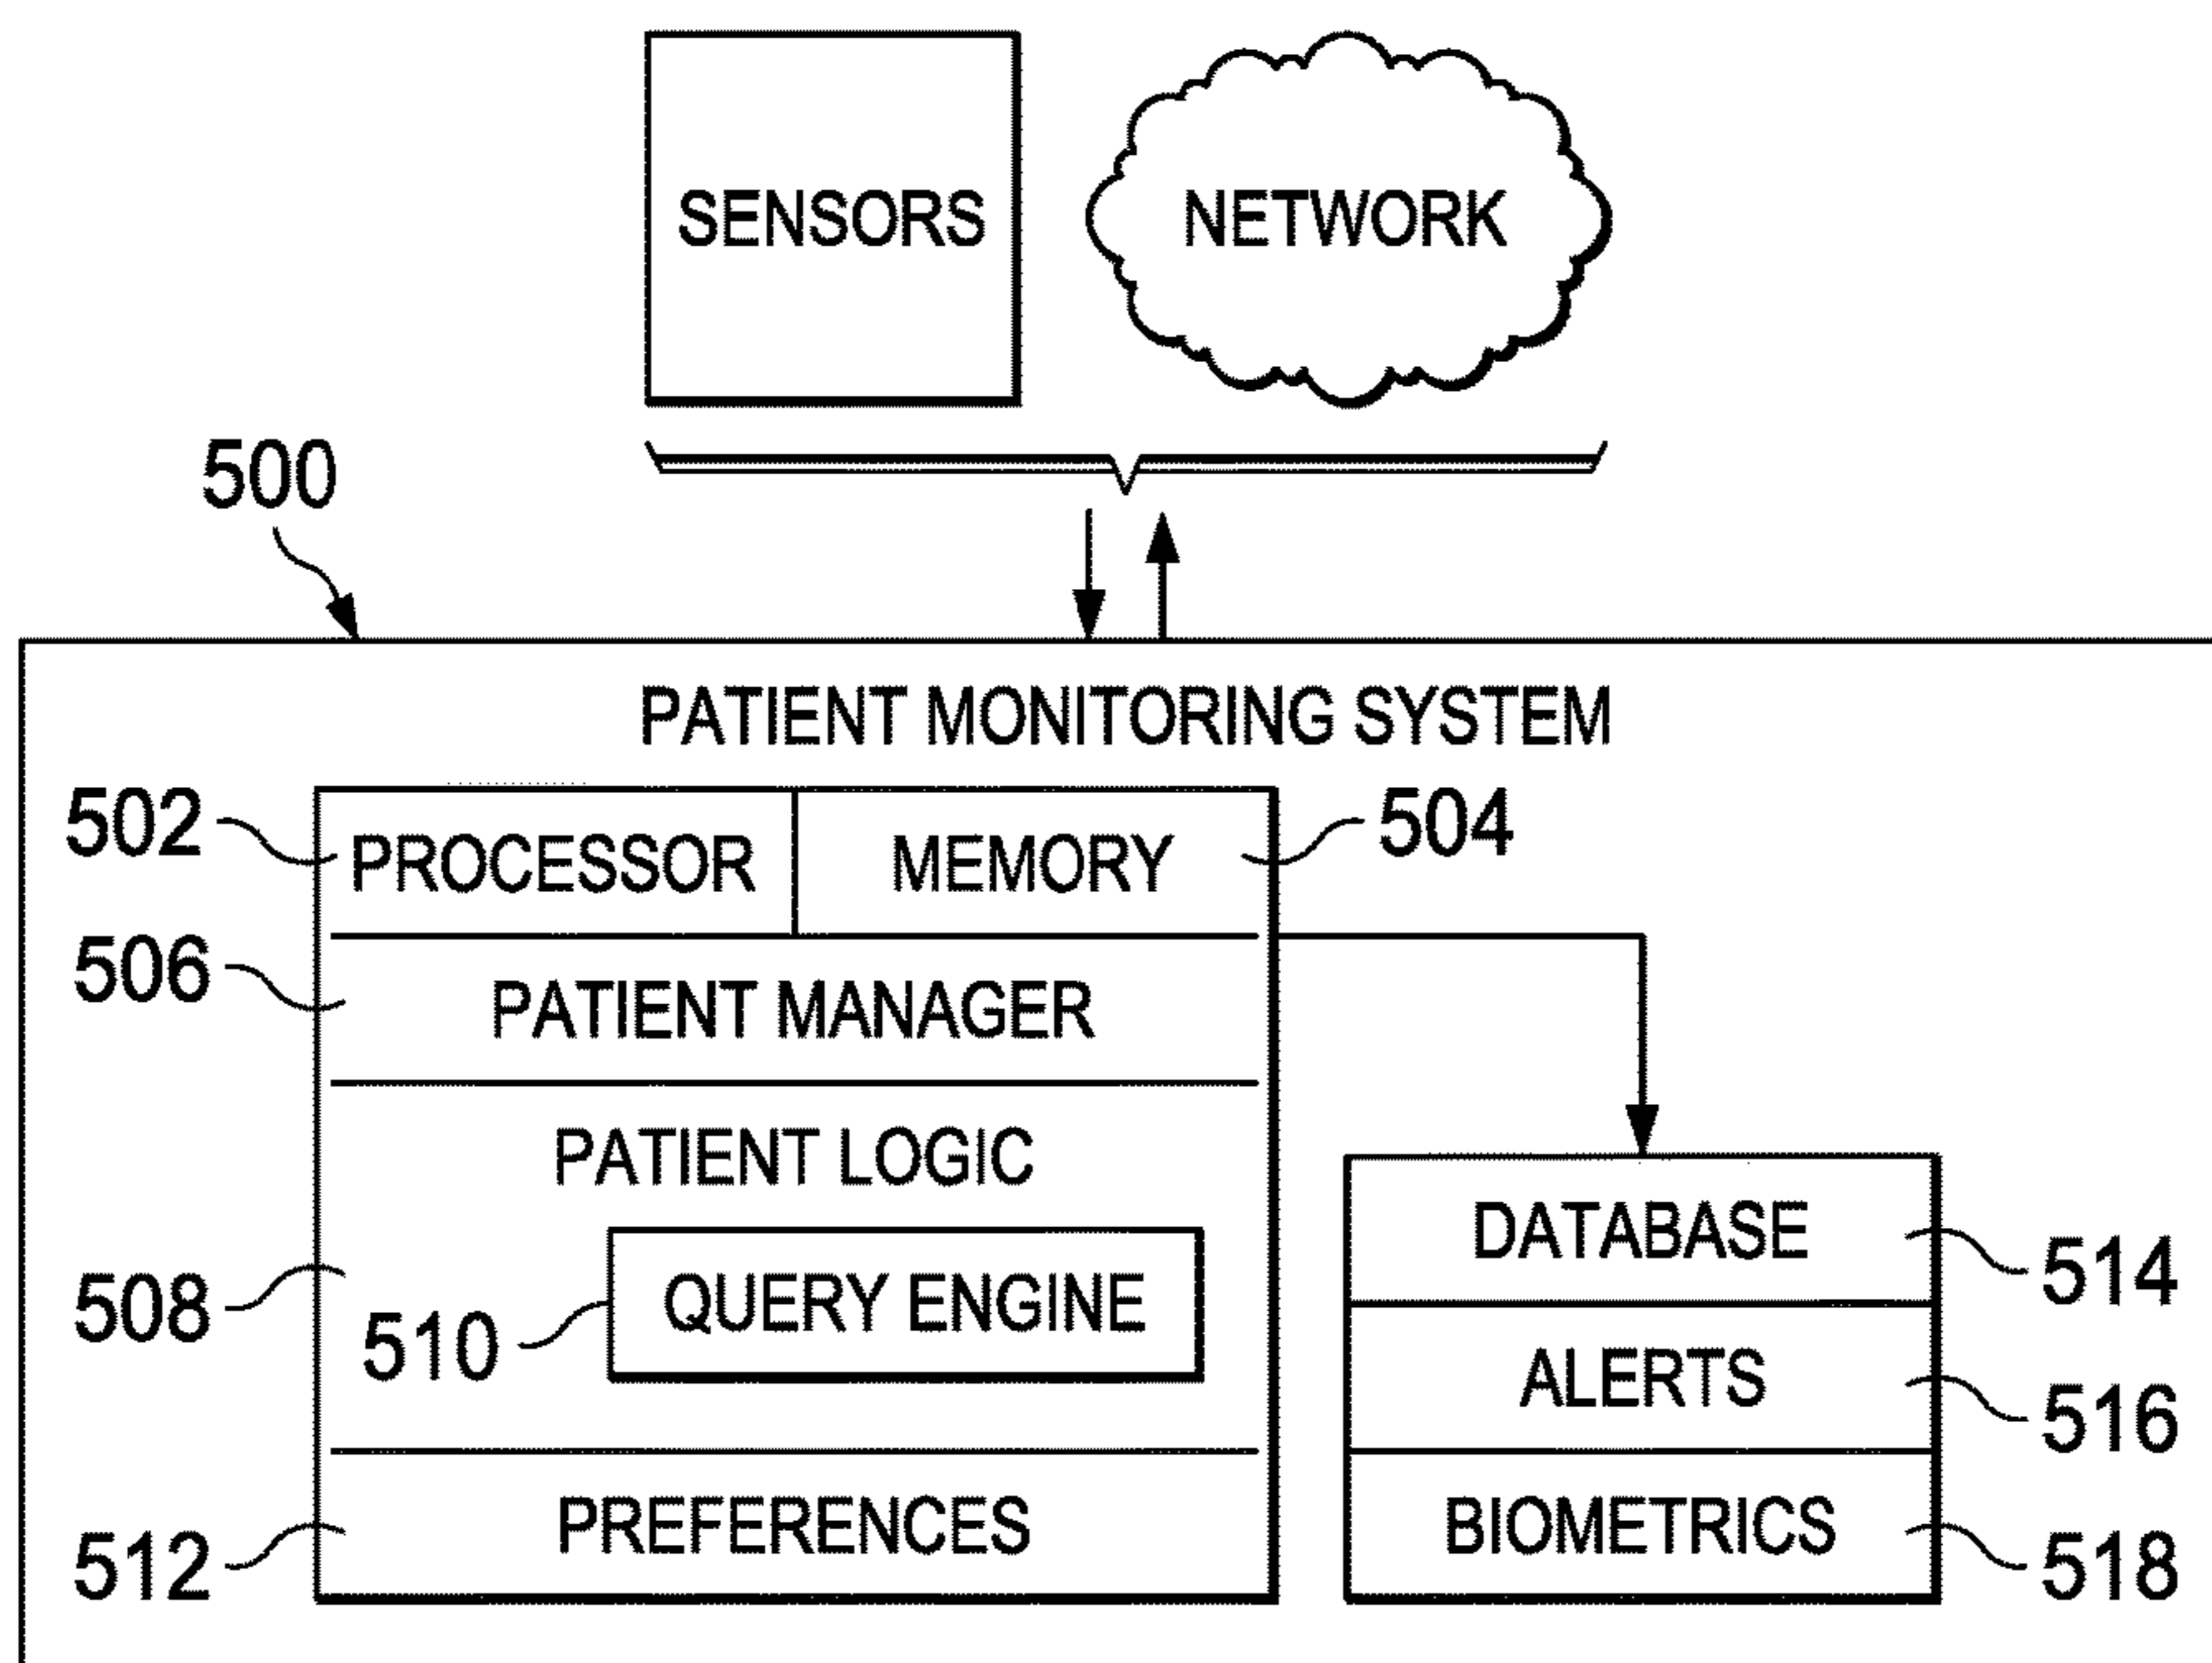 SENSORS NETWORK
500
PATIENT MONITORING SYSTEM
502 PROCESSOR MEMORY 504
506 PATIENT MANAGER
PATIENT LOGIC
508 510 QUERY ENGINE
512 PREFERENCES
DATABASE 514
ALERTS 516
BIOMETRICS 518